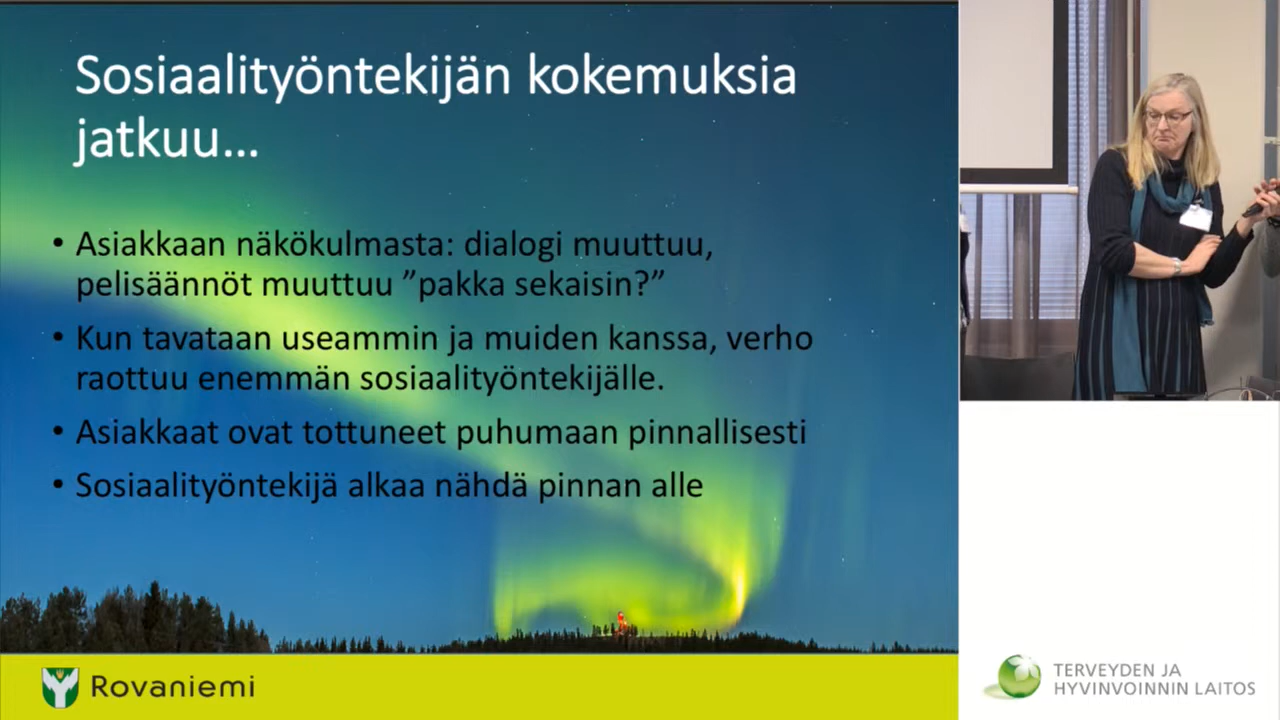 Sosiaalityöntekijän kokemuksia
jatkuu...
• Asiakkaan näkökulmasta: dialogi muuttuu,
pelisäännöt muuttuu ”pakka sekaisin?”
• Kun tavataan useammin ja muiden kanssa, verho
raottuu enemmän sosiaalityöntekijälle.
• Asiakkaat ovat tottuneet puhumaan pinnallisesti
• Sosiaalityöntekijä alkaa nähdä pinnan alle
Rovaniemi
TERVEYDEN JA
HYVINVOINNIN LAITOS